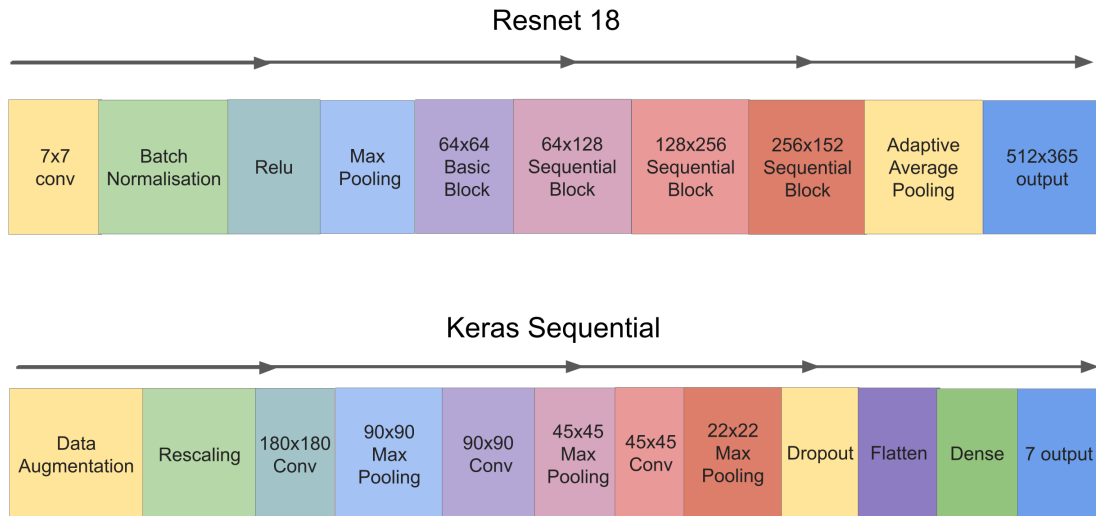 Resnet 18
7x7
conv
Batch
Normalisation
Relu
Max
Pooling
64x64
Basic
Block
64x128
Sequential
Block
128x256
Sequential
Block
256x152
Sequential
Block
Adaptive
Average
Pooling
512x365
output
Keras Sequential
Data
Augmentation
Rescaling
180x180
Conv
90x90
Max
Pooling
90x90
Conv
45x45
Max
Pooling
45x45
Conv
22x22
Max
Pooling
Dropout
Flatten
Dense
7 output